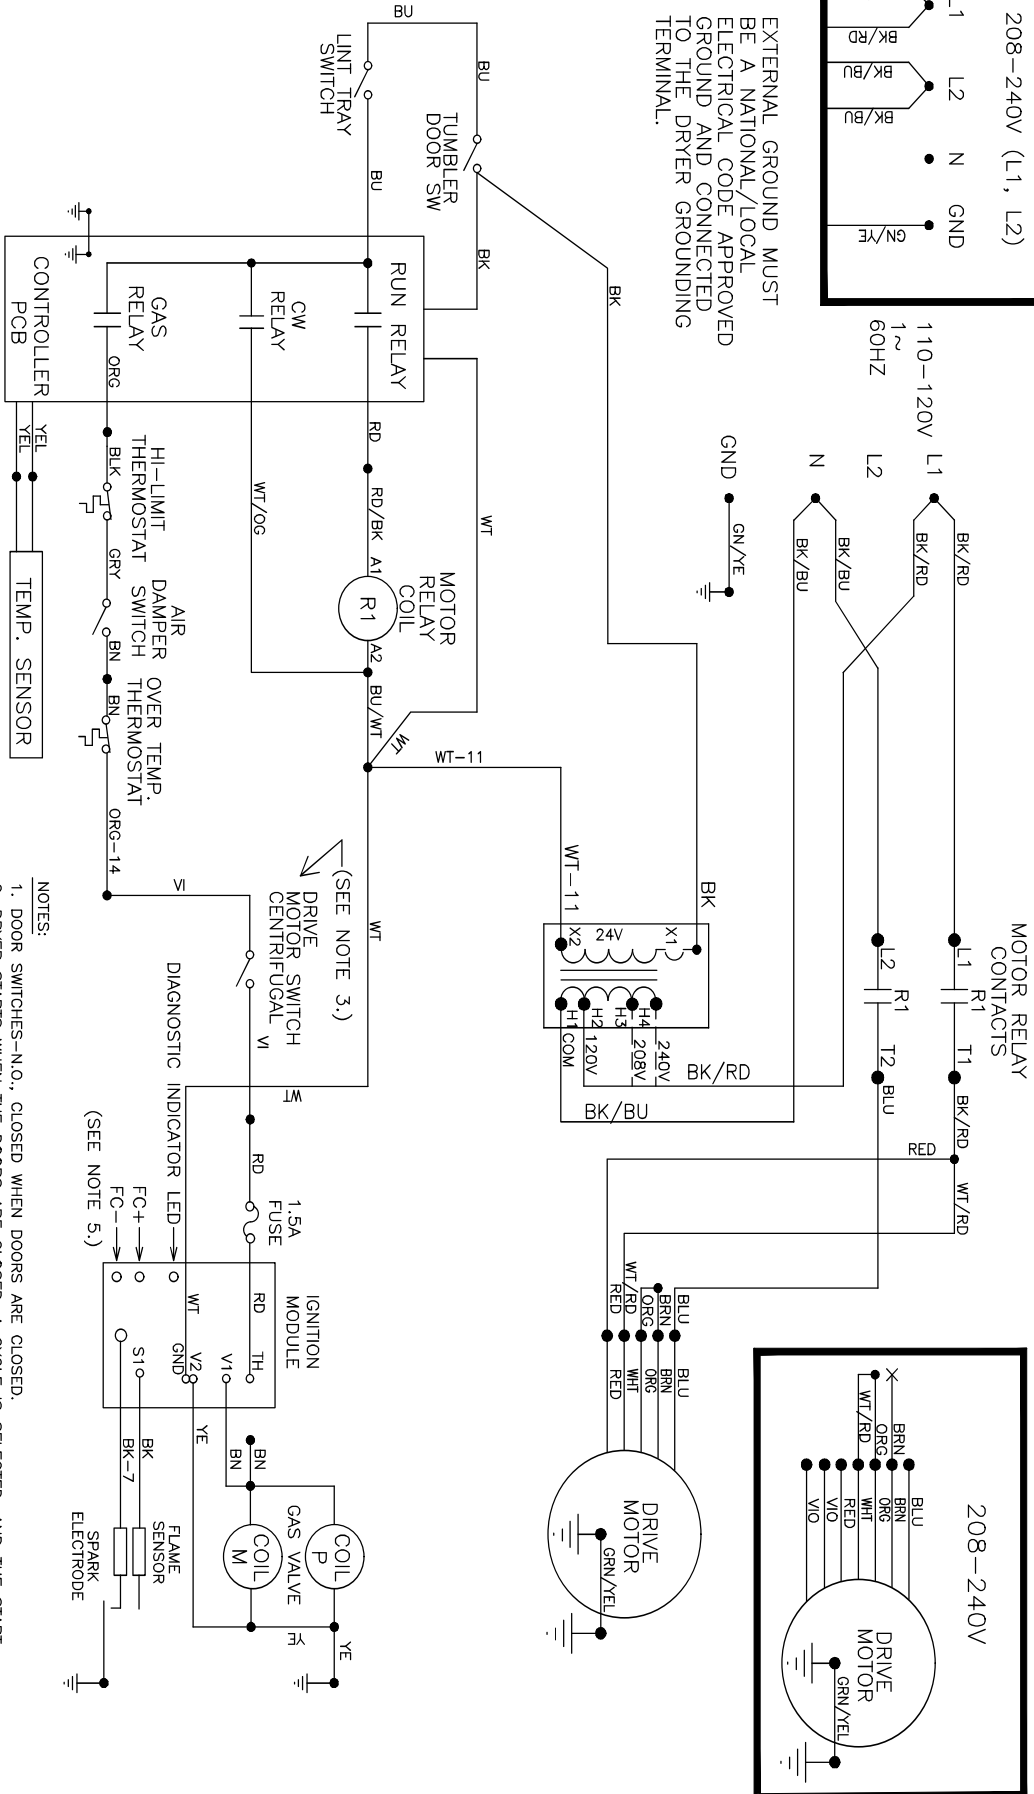 208-240V (L1, L2)
L1
L2
N
GND
BK/RD
BK/BU
BK/BU
GN/YE
EXTERNAL GROUND MUST
BE A NATIONAL/LOCAL
ELECTRICAL CODE APPROVED
GROUND AND CONNECTED
TO THE DRYER GROUNDING
TERMINAL.
110-120V
1~
60HZ
L1
L2
N
GND
BK/RD
BK/RD
BK/BU
BK/BU
GN/YE
MOTOR RELAY
CONTACTS
L1
R1
T1
L2
R1
T2
BK/RD
WT/RD
BLU
RED
BU
BU
LINT TRAY
SWITCH
TUMBLER
DOOR SW
BU
BK
BK
BK
WT-11
WT-11
X1
X2
24V
H4
H3
H2
H1
240V
208V
120V
COM
BK/RD
BK/BU
RUN RELAY
CW
RELAY
GAS
RELAY
CONTROLLER
PCB
RD
RD/BK
A1
R1
A2
MOTOR
RELAY
COIL
BU/WT
WT
WT
WT/OG
WT
WT
ORG
BLK
HI-LIMIT
THERMOSTAT
GRY
AIR
DAMPER
SWITCH
BN
BN
OVER TEMP.
THERMOSTAT
ORG-14
YEL
YEL
TEMP. SENSOR
(SEE NOTE 3.)
DRIVE
MOTOR SWITCH
CENTRIFUGAL
VI
VI
RD
1.5A
FUSE
DIAGNOSTIC INDICATOR LED
FC+
FC-
(SEE NOTE 5.)
IGNITION
MODULE
RD
TH
WT
V1
V2
GND
S1
BN
BN
YE
YE
YE
COIL
P
COIL
M
GAS VALVE
BK
BK-7
FLAME
SENSOR
SPARK
ELECTRODE
BLU
BRN
ORG
WT/RD
RED
BLU
BRN
ORG
WHT
RED
DRIVE
MOTOR
GRN/YEL
208-240V
BRN
ORG
WT/RD
BLU
BRN
ORG
WHT
RED
VIO
VIO
DRIVE
MOTOR
GRN/YEL
NOTES:
1. DOOR SWITCHES-N.O., CLOSED WHEN DOORS ARE CLOSED.